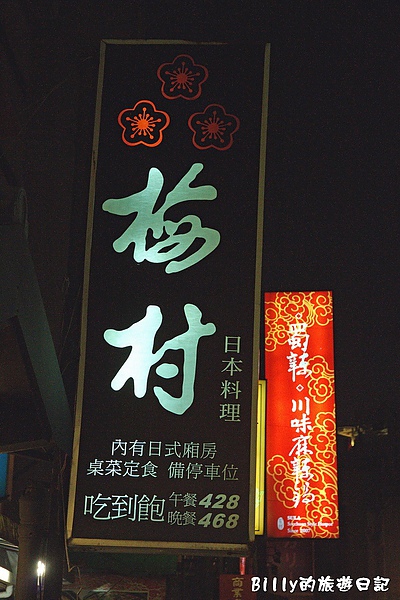 梅村
日本料理
內有日式廂房
桌菜定食 備停車位
吃到飽 午餐428
晚餐468
蜀辣。川味麻辣鍋
Billy的旅遊日記